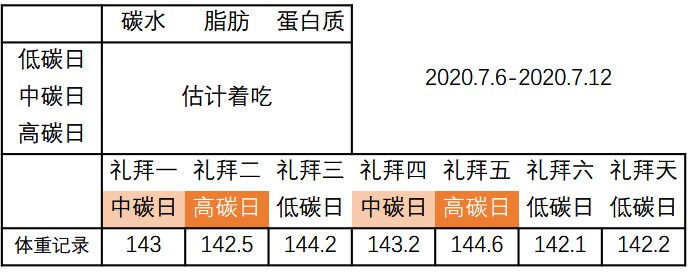 碳水 脂肪 蛋白质
低碳日
中碳日
高碳日
估计着吃
2020.7.6-2020.7.12
礼拜一 礼拜二 礼拜三 礼拜四 礼拜五 礼拜六 礼拜天
中碳日 高碳日 低碳日 中碳日 高碳日 低碳日 低碳日
体重记录 143 142.5 144.2 143.2 144.6 142.1 142.2